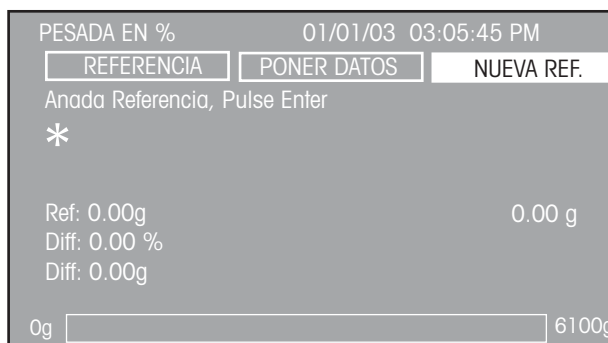 PESADA EN % 01/01/03 03:05:45 PM
REFERENCIA PONER DATOS NUEVA REF.
Anada Referencia, Pulse Enter
*
Ref: 0.00g 0.00 g
Diff: 0.00 %
Diff: 0.00g
0g 6100g